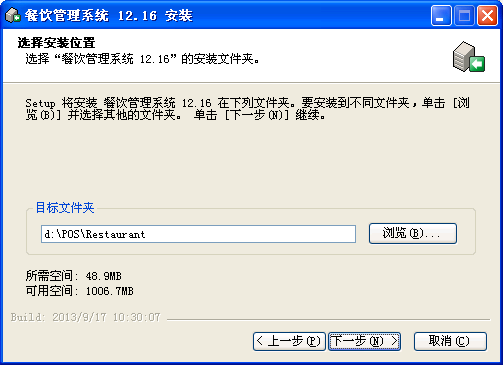 餐饮管理系统 12.16 安装
选择安装位置
选择“餐饮管理系统 12.16”的安装文件夹。
Setup 将安装 餐饮管理系统 12.16 在下列文件夹。要安装到不同文件夹，单击 [浏
览(B)] 并选择其他的文件夹。 单击 [下一步(N)] 继续。
目标文件夹
d:\POS\Restaurant
浏览(B)...
所需空间: 48.9MB
可用空间: 1006.7MB
Build: 2013/9/17 10:30:07
< 上一步(P)
下一步(N) >
取消(C)